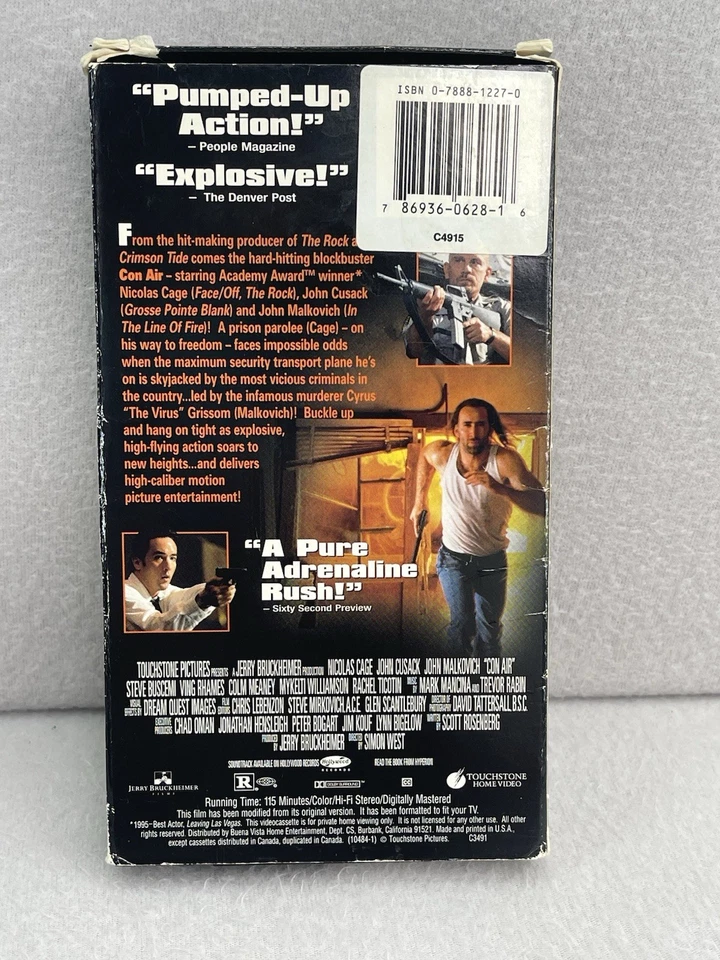 “Pumped-Up
Action!”
– People Magazine
“Explosive!”
– The Denver Post
ISBN 0-7888-1227-0
7 86936-0628-1 6
C4915
From the hit-making producer of The Rock a
Crimson Tide comes the hard-hitting blockbuster
Con Air – starring Academy Award™ winner*
Nicolas Cage (Face/Off, The Rock), John Cusack
(Grosse Pointe Blank) and John Malkovich (In
The Line Of Fire)! A prison parolee (Cage) – on
his way to freedom – faces impossible odds
when the maximum security transport plane he's
on is skyjacked by the most vicious criminals in
the country...led by the infamous murderer Cyrus
"The Virus" Grissom (Malkovich)! Buckle up
and hang on tight as explosive,
high-flying action soars to
new heights...and delivers
high-caliber motion
picture entertainment!
“A Pure
Adrenaline
Rush!”
– Sixty Second Preview
TOUCHSTONE PICTURES PRESENTS A JERRY BRUCKHEIMER PRODUCTION NICOLAS CAGE JOHN CUSACK JOHN MALKOVICH "CON AIR"
STEVE BUSCEMI VING RHAMES COLM MEANEY MYKELTI WILLIAMSON RACHEL TICOTIN MUSIC BY MARK MANCINA AND TREVOR RABIN
VISUAL EFFECTS BY DREAM QUEST IMAGES FILM EDITORS CHRIS LEBENZON STEVE MIRKOVICH A.C.E. GLEN SCANTLEBURY DIRECTOR OF PHOTOGRAPHY DAVID TATTERSALL B.S.C.
EXECUTIVE PRODUCERS CHAD OMAN JONATHAN HENSLEIGH PETER BOGART JIM KOUF LYNN BIGELOW WRITTEN BY SCOTT ROSENBERG
PRODUCED BY JERRY BRUCKHEIMER DIRECTED BY SIMON WEST
SOUNDTRACK AVAILABLE ON HOLLYWOOD RECORDS Hollywood RECORDS READ THE BOOK FROM HYPERION
JERRY BRUCKHEIMER FILMS R DOLBY SURROUND CC TOUCHSTONE HOME VIDEO
Running Time: 115 Minutes/Color/Hi-Fi Stereo/Digitally Mastered
This film has been modified from its original version. It has been formatted to fit your TV.
*1995–Best Actor, Leaving Las Vegas. This videocassette is for private home viewing only. It is not licensed for any other use. All other
rights reserved. Distributed by Buena Vista Home Entertainment, Dept. CS, Burbank, California 91521. Made and printed in U.S.A.,
except cassettes distributed in Canada, duplicated in Canada. (10484-1) © Touchstone Pictures. C3491